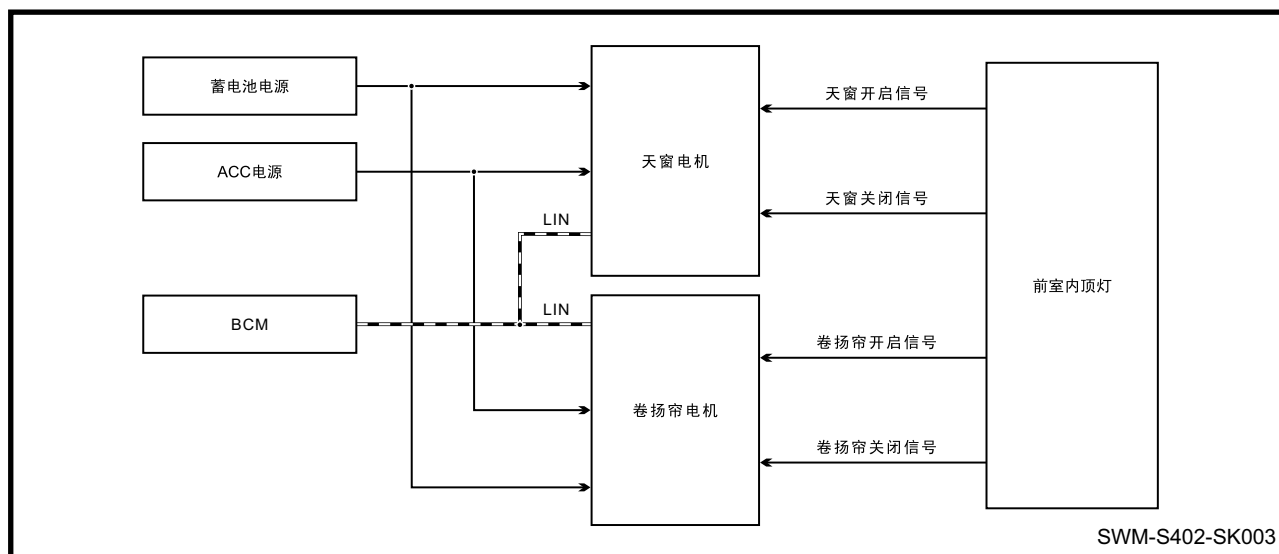 蓄电池电源
ACC电源
BCM
LIN
LIN
天窗电机
卷扬帘电机
天窗开启信号
天窗关闭信号
卷扬帘开启信号
卷扬帘关闭信号
前室内顶灯
SWM-S402-SK003